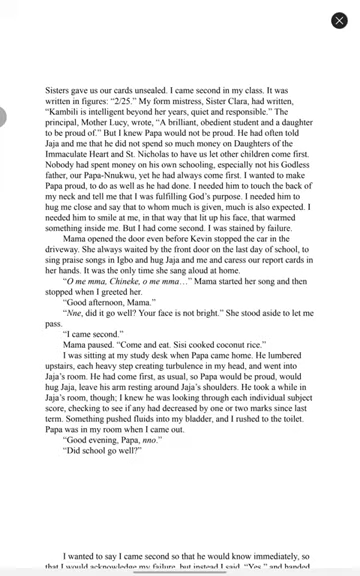 Sisters gave us our cards unsealed. I came second in my class. It was
written in figures: “2/25.” My form mistress, Sister Clara, had written,
“Kambili is intelligent beyond her years, quiet and responsible.” The
principal, Mother Lucy, wrote, “A brilliant, obedient student and a daughter
to be proud of.” But I knew Papa would not be proud. He had often told
Jaja and me that he did not spend so much money on Daughters of the
Immaculate Heart and St. Nicholas to have us let other children come first.
Nobody had spent money on his own schooling, especially not his Godless
father, our Papa-Nnukwu, yet he had always come first. I wanted to make
Papa proud, to do as well as he had done. I needed him to touch the back of
my neck and tell me that I was fulfilling God’s purpose. I needed him to
hug me close and say that to whom much is given, much is also expected. I
needed him to smile at me, in that way that lit up his face, that warmed
something inside me. But I had come second. I was stained by failure.
Mama opened the door even before Kevin stopped the car in the
driveway. She always waited by the front door on the last day of school, to
sing praise songs in Igbo and hug Jaja and me and caress our report cards in
her hands. It was the only time she sang aloud at home.
“O me mma, Chineke, o me mma…” Mama started her song and then
stopped when I greeted her.
“Good afternoon, Mama.”
“Nne, did it go well? Your face is not bright.” She stood aside to let me
pass.
“I came second.”
Mama paused. “Come and eat. Sisi cooked coconut rice.”
I was sitting at my study desk when Papa came home. He lumbered
upstairs, each heavy step creating turbulence in my head, and went into
Jaja’s room. He had come first, as usual, so Papa would be proud, would
hug Jaja, leave his arm resting around Jaja’s shoulders. He took a while in
Jaja’s room, though; I knew he was looking through each individual subject
score, checking to see if any had decreased by one or two marks since last
term. Something pushed fluids into my bladder, and I rushed to the toilet.
Papa was in my room when I came out.
“Good evening, Papa, nno.”
“Did school go well?”
I wanted to say I came second so that he would know immediately, so
that I would acknowledge my failure, but instead I said, “Yes,” and handed